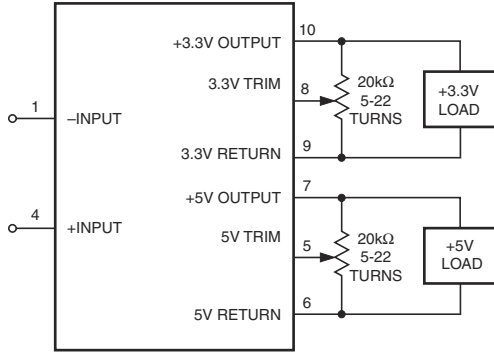 10
+3.3V OUTPUT
3.3V TRIM
8
20kΩ
5-22
TURNS
+3.3V
LOAD
1
–INPUT
3.3V RETURN
9
+5V OUTPUT
7
4
+INPUT
5V TRIM
5
20kΩ
5-22
TURNS
+5V
LOAD
5V RETURN
6